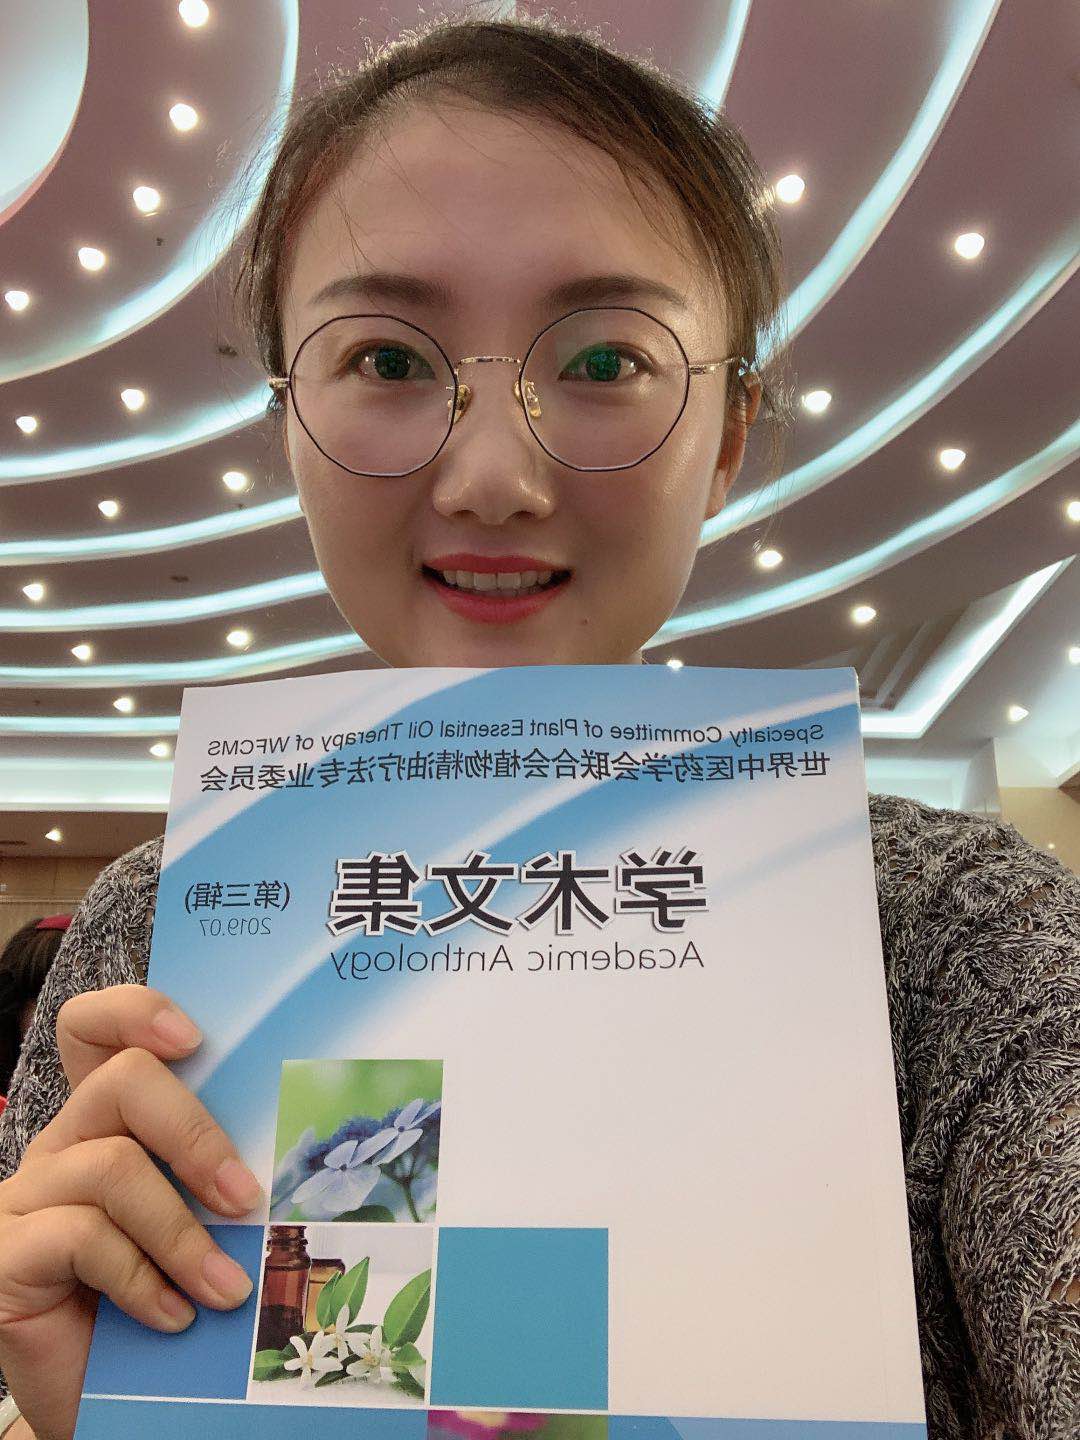 Specialty Committee of Plant Essential Oil Therapy of WFCMS
世界中医药学会联合会植物精油疗法专业委员会
学术文集 (第三辑)
2019.07
Academic Anthology